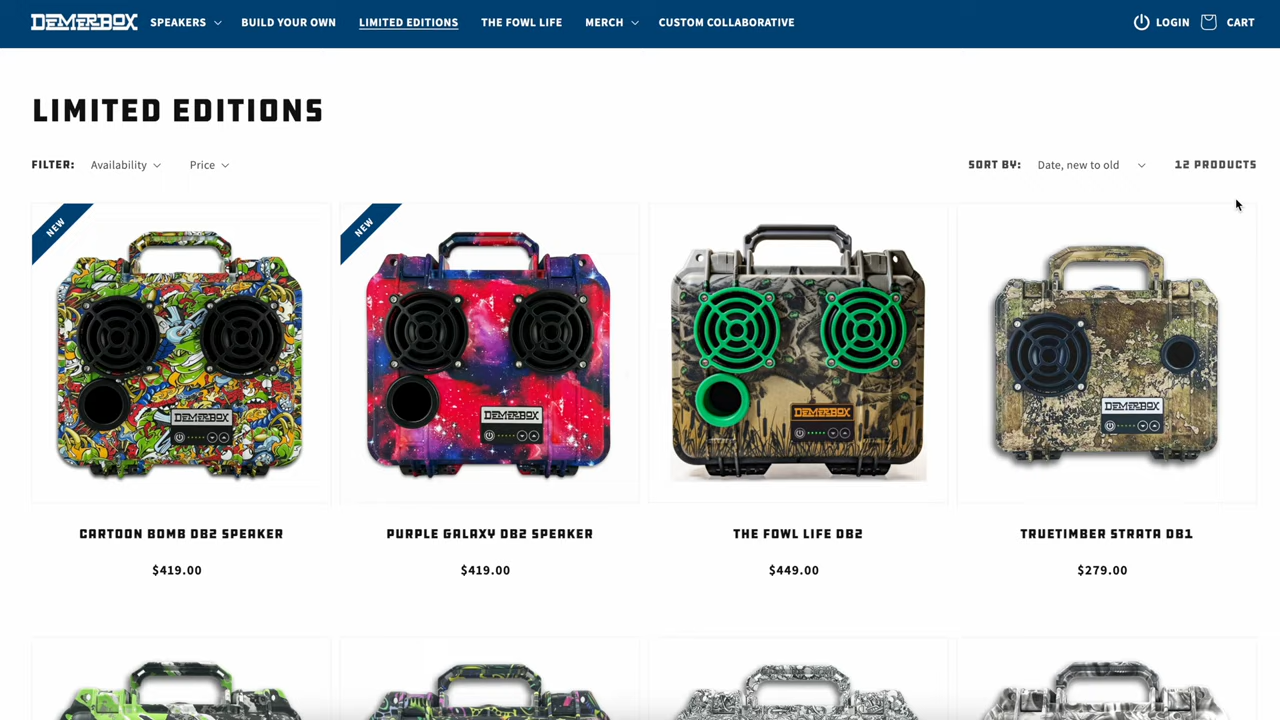 DEMERBOX SPEAKERS BUILD YOUR OWN LIMITED EDITIONS THE FOWL LIFE MERCH CUSTOM COLLABORATIVE LOGIN CART
LIMITED EDITIONS
FILTER: Availability Price SORT BY: Date, new to old 12 PRODUCTS
NEW
NEW
DEMERBOX
DEMERBOX
DEMERBOX
DEMERBOX
CARTOON BOMB DB2 SPEAKER
$419.00
PURPLE GALAXY DB2 SPEAKER
$419.00
THE FOWL LIFE DB2
$449.00
TRUETIMBER STRATA DB1
$279.00